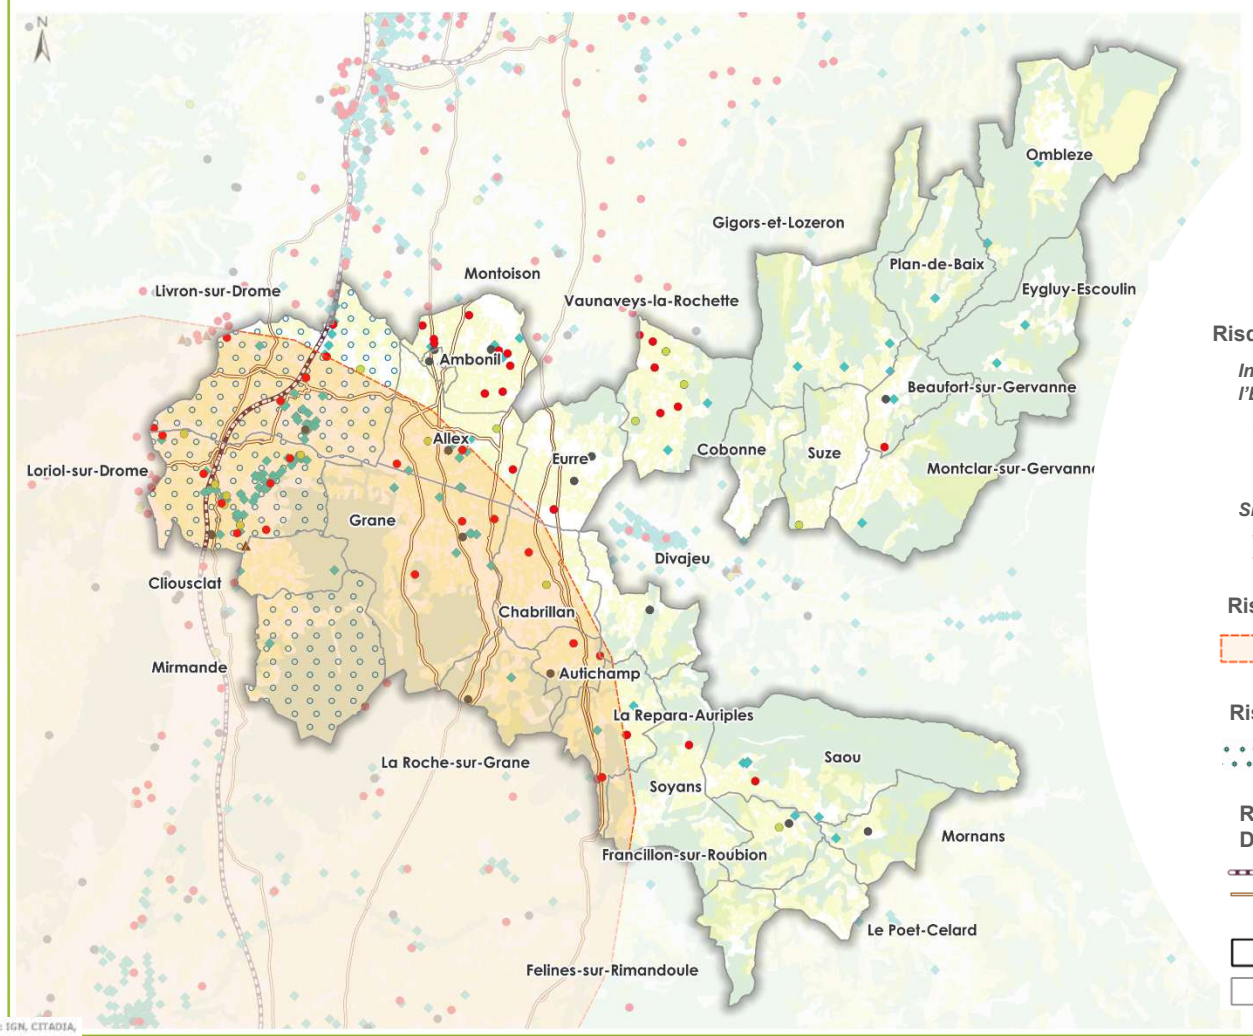 N
Ombleze
Gigors-et-Lozeron
Plan-de-Baix
Montoison
Eygluy-Escoulin
Livron-sur-Drome
Vaunaveys-la-Rochette
Ambonil
Beaufort-sur-Gervanne
Allex
Eurre
Cobonne
Suze
Loriol-sur-Drome
Montclar-sur-Gervanne
Grane
Divajeu
Cliousclat
Chabrillan
Mirmande
Autichamp
La Repara-Auriples
La Roche-sur-Grane
Saou
Soyans
Mornans
Francillon-sur-Roubion
Le Poet-Celard
Felines-sur-Rimandoule
IGN, CITADIA,